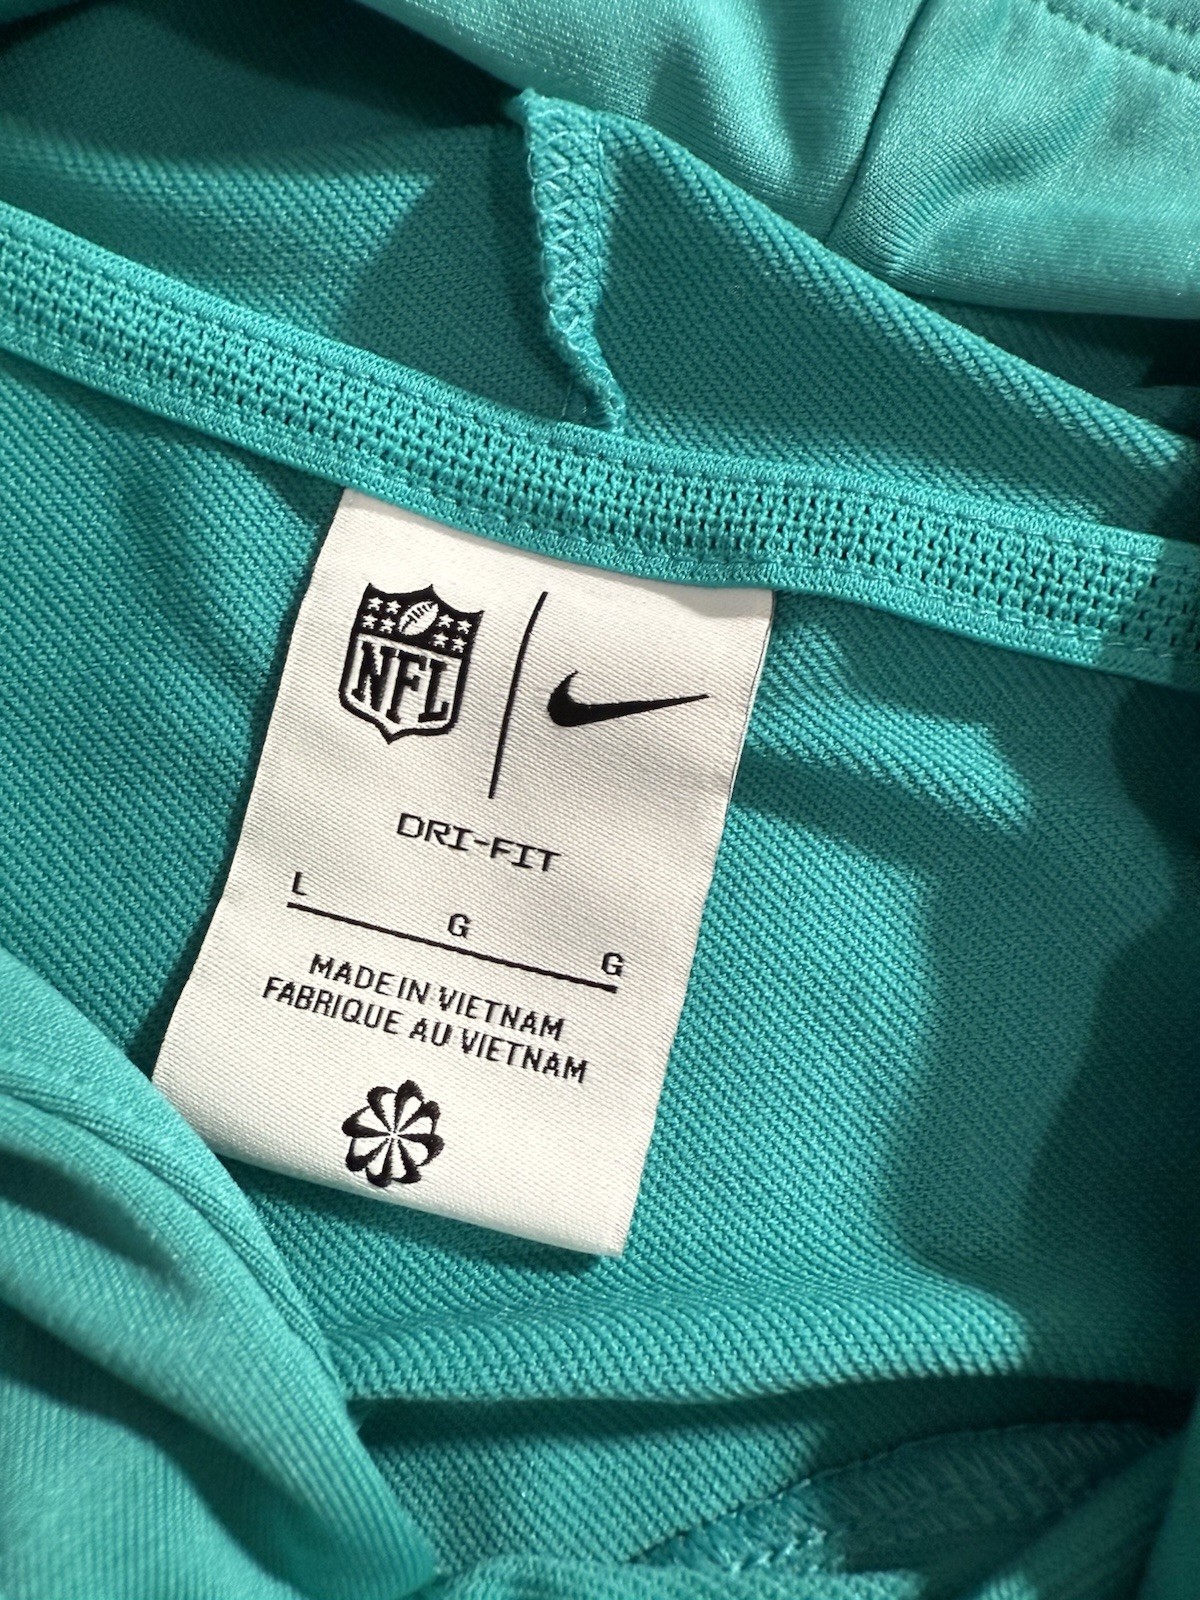 NFL
DRI-FIT
L G G
MADE IN VIETNAM
FABRIQUE AU VIETNAM